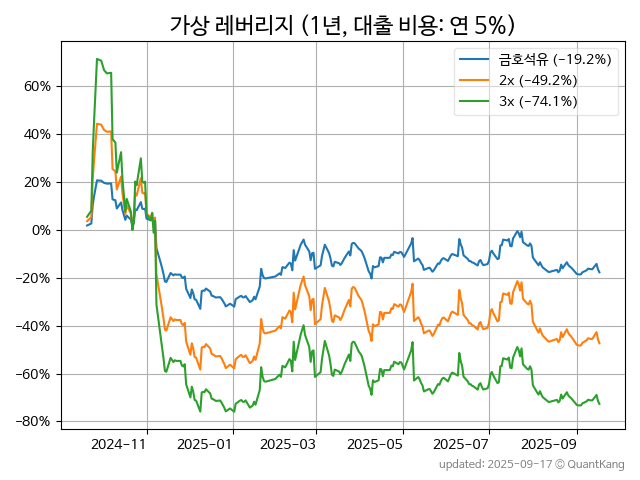 가상 레버리지 (1년, 대출 비용: 연 5%)
금호석유 (-19.2%)
2x (-49.2%)
3x (-74.1%)
60%
40%
20%
0%
-20%
-40%
-60%
-80%
2024-11
2025-01
2025-03
2025-05
2025-07
2025-09
updated: 2025-09-17 © QuantKang